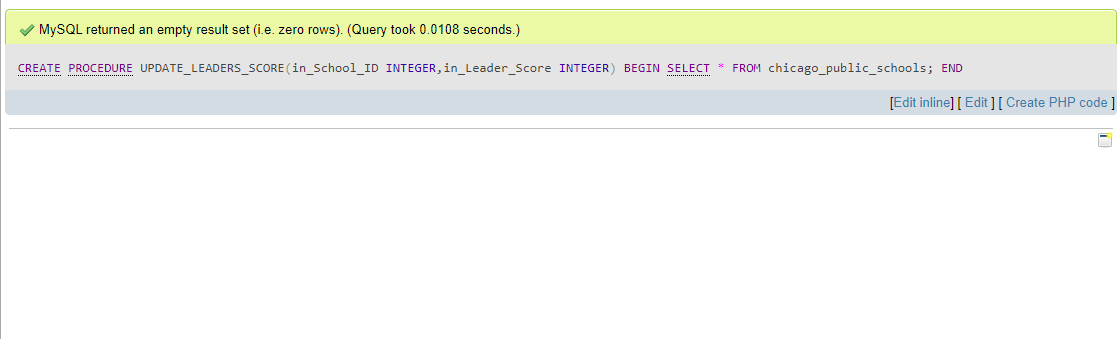 MySQL returned an empty result set (i.e. zero rows). (Query took 0.0108 seconds.)
CREATE PROCEDURE UPDATE_LEADERS_SCORE(in_School_ID INTEGER,in_Leader_Score INTEGER) BEGIN SELECT * FROM chicago_public_schools; END
[Edit inline] [ Edit ] [ Create PHP code ]